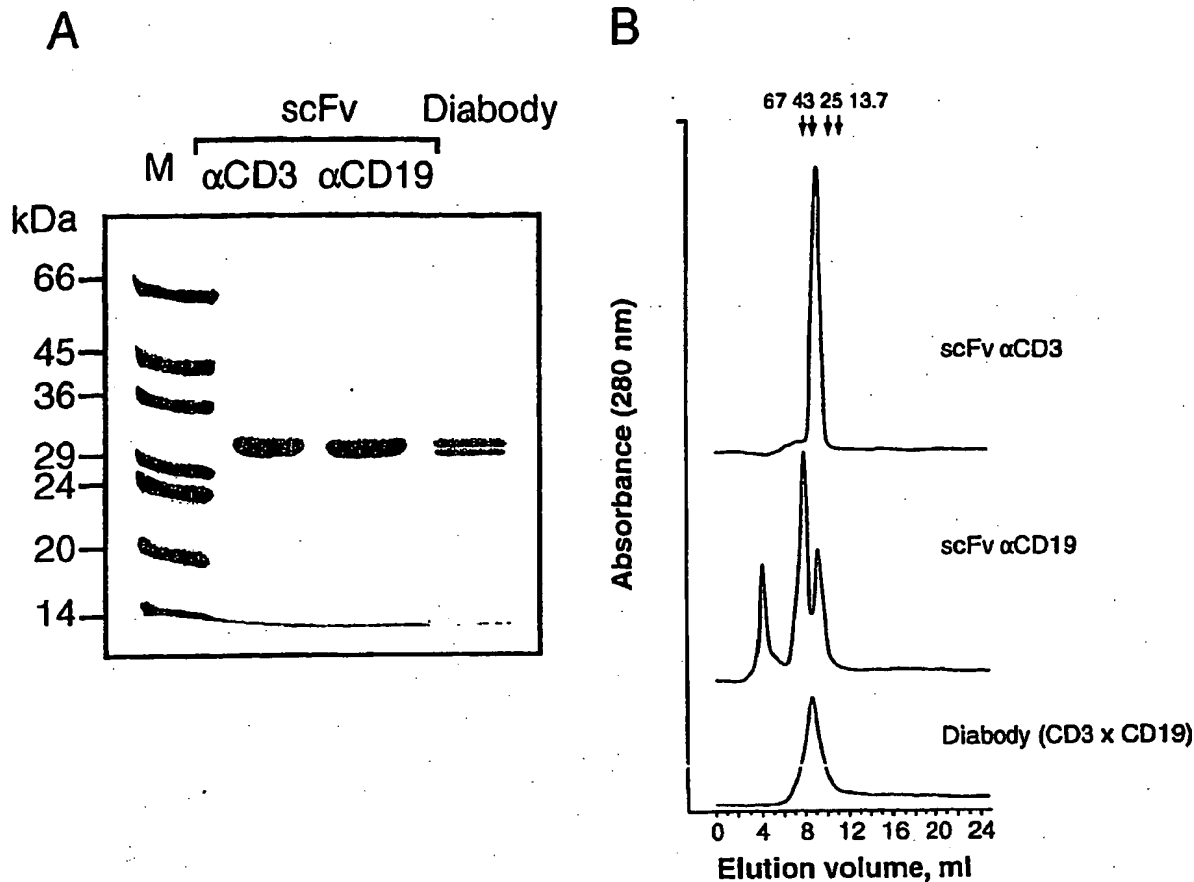 A
scFv Diabody
M αCD3 αCD19
kDa
66
45
36
29
24
20
14
B
67 43 25 13.7
Absorbance (280 nm)
scFv αCD3
scFv αCD19
Diabody (CD3 x CD19)
0 4 8 12 16 20 24
Elution volume, ml